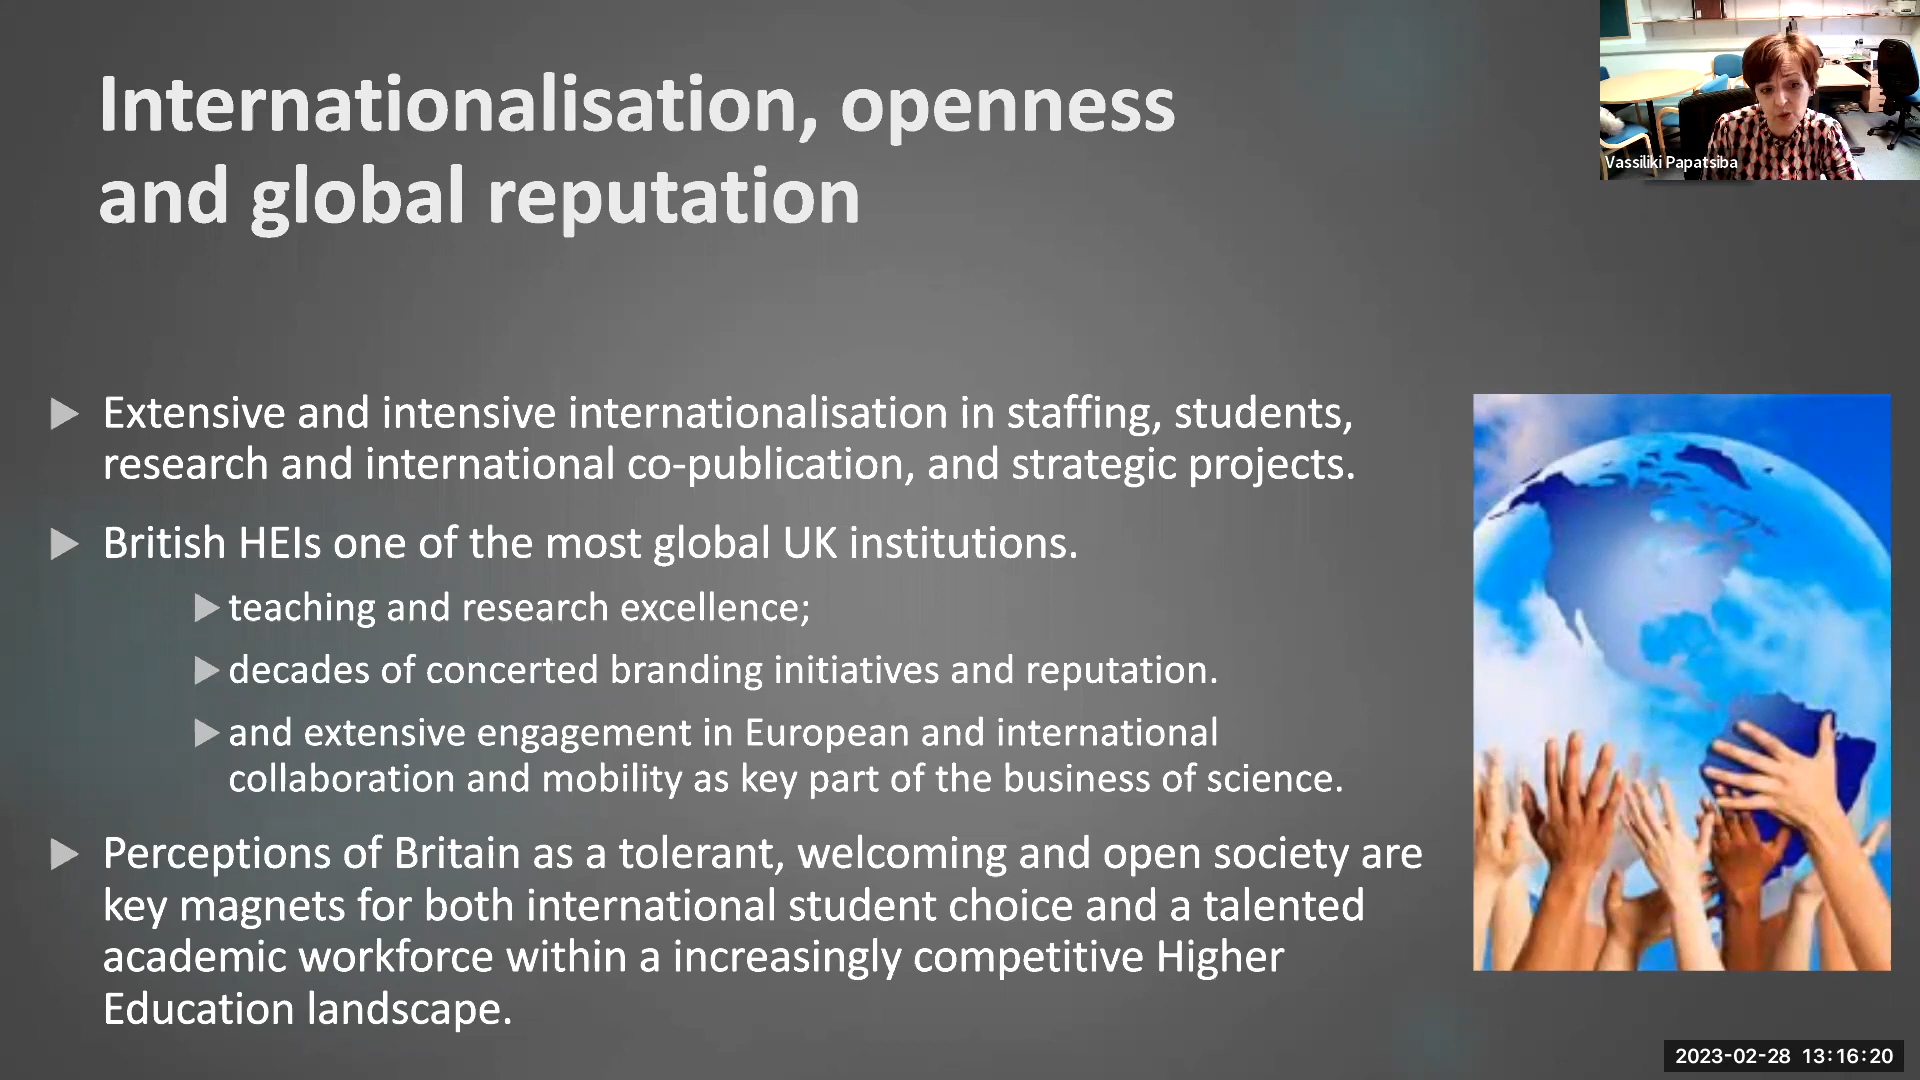 Internationalisation, openness
and global reputation
Vassiliki Papatsiba
Extensive and intensive internationalisation in staffing, students,
research and international co-publication, and strategic projects.
British HEIs one of the most global UK institutions.
teaching and research excellence;
decades of concerted branding initiatives and reputation.
and extensive engagement in European and international
collaboration and mobility as key part of the business of science.
Perceptions of Britain as a tolerant, welcoming and open society are
key magnets for both international student choice and a talented
academic workforce within a increasingly competitive Higher
Education landscape.
2023-02-28 13:16:20